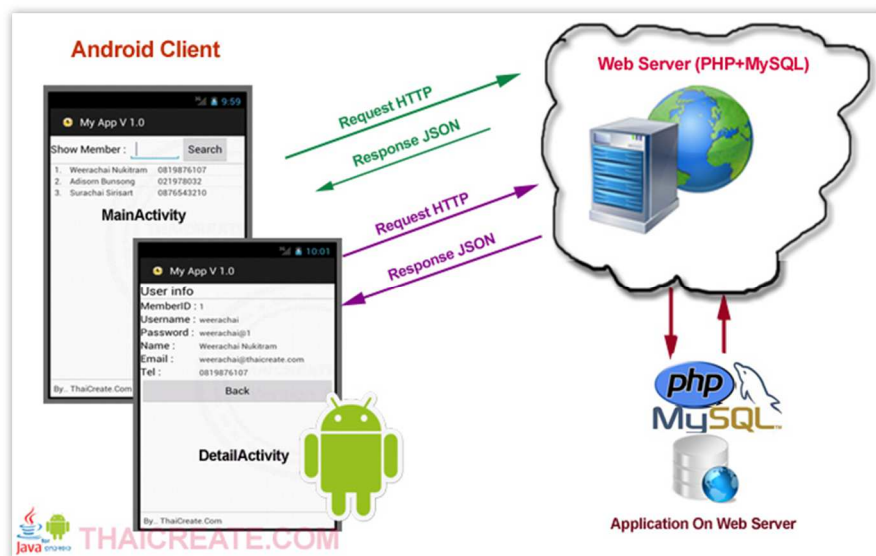 Android Client
Web Server (PHP+MySQL)
9:59
My App V 1.0
Show Member : Search
1. Weerachai Nukitram 0819876107
2. Adisorn Bunsong 021978032
3. Surachai Sirisart 0876543210
MainActivity
By.. ThaiCreate.Com
Request HTTP
Response JSON
Request HTTP
Response JSON
10:01
My App V 1.0
User info
MemberID : 1
Username : weerachai
Password : weerachai@1
Name : Weerachai Nukitram
Email : weerachai@thaicreate.com
Tel : 0819876107
Back
DetailActivity
By.. ThaiCreate.Com
php
MySQL
Application On Web Server
Java for android
THAICREATE.COM